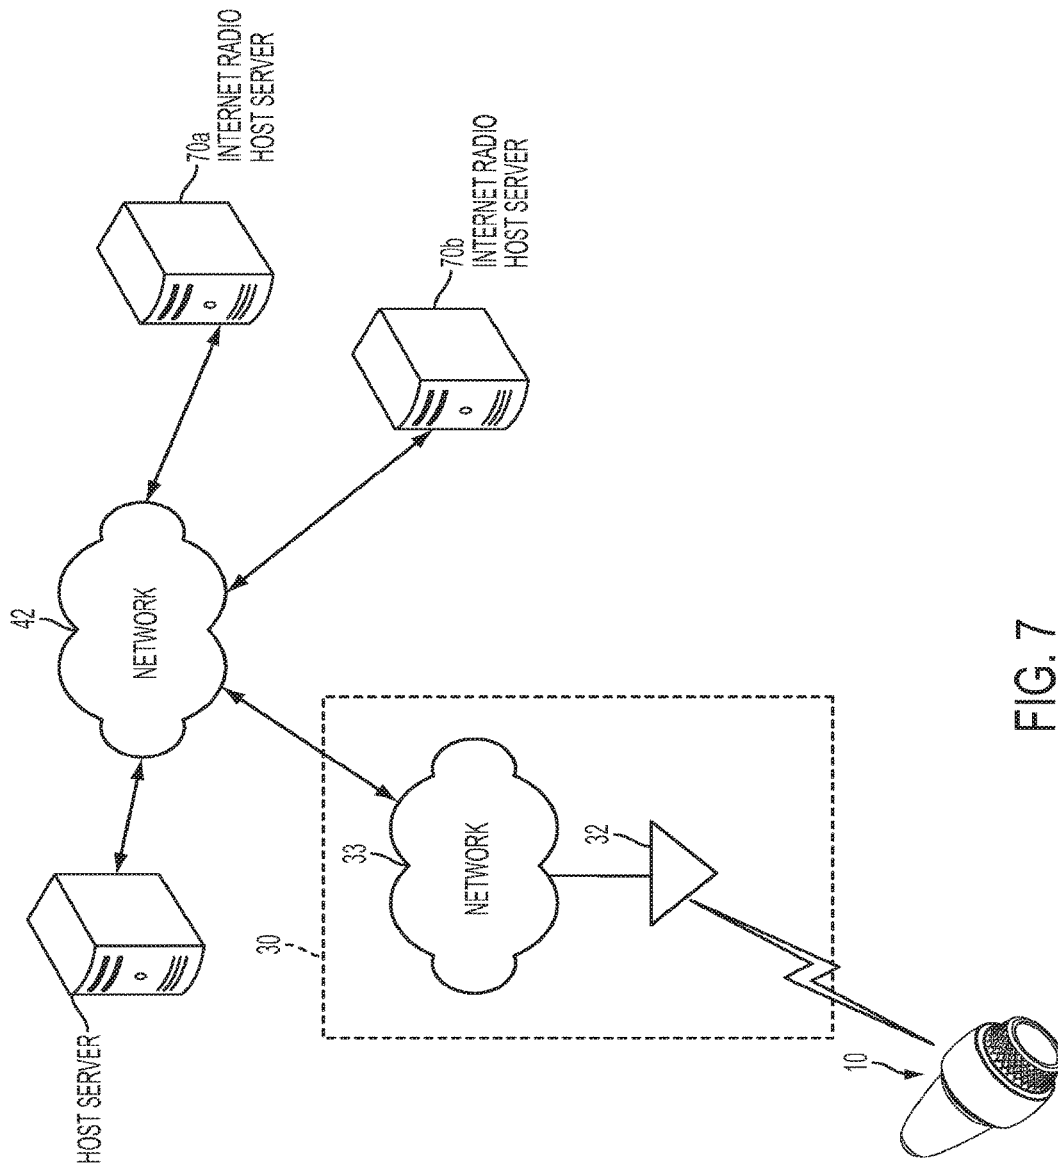 HOST SERVER
42
NETWORK
70a
INTERNET RADIO
HOST SERVER
70b
INTERNET RADIO
HOST SERVER
30
33
NETWORK
32
10
FIG. 7